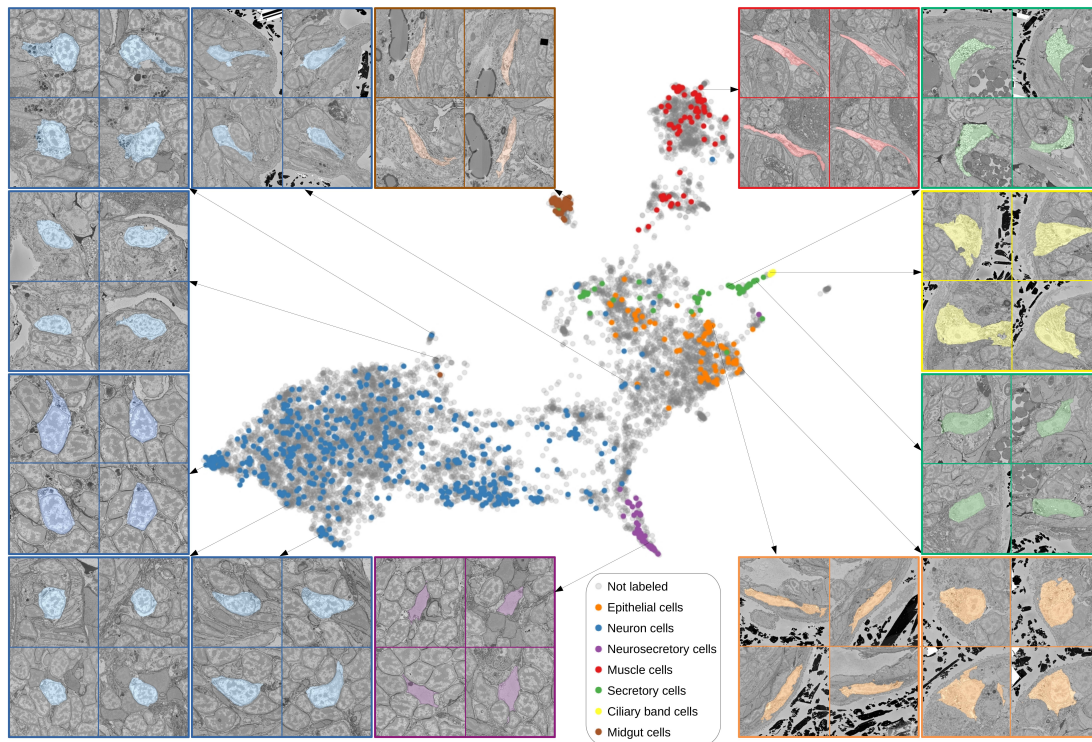 Not labeled
Epithelial cells
Neuron cells
Neurosecretory cells
Muscle cells
Secretory cells
Ciliary band cells
Midgut cells